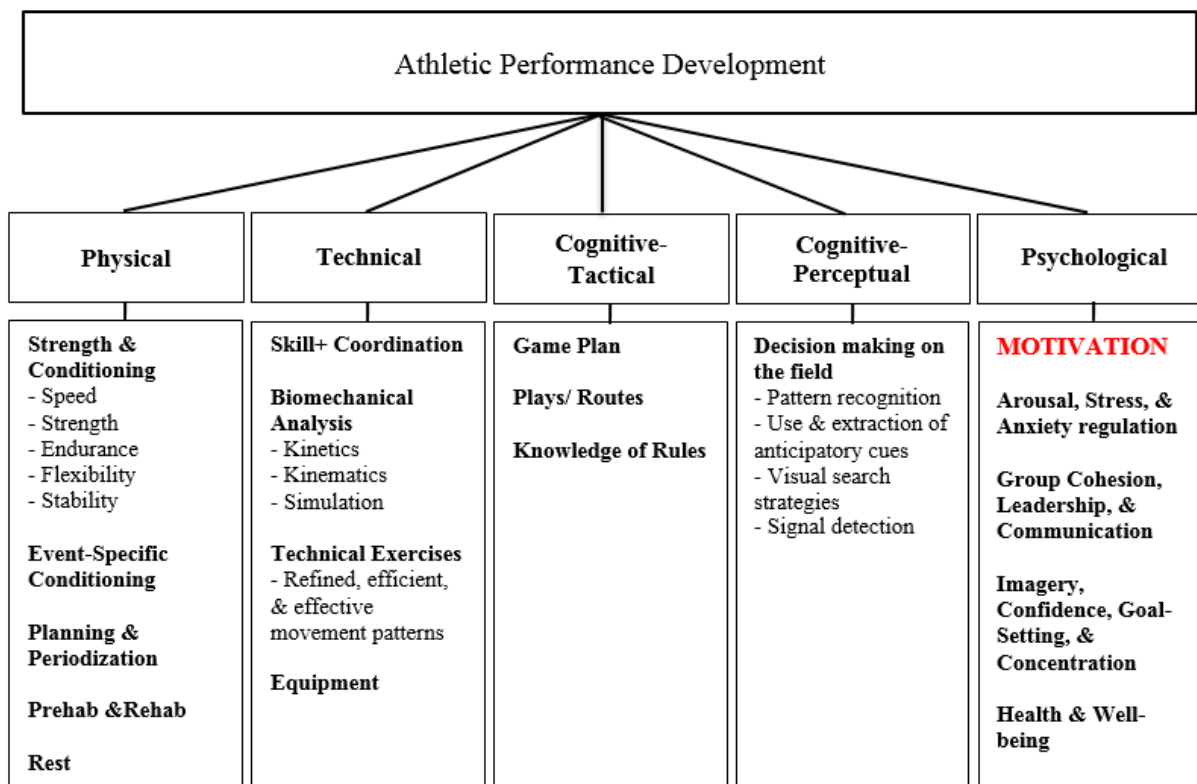 Athletic Performance Development
Physical
Technical
Cognitive-
Tactical
Cognitive-
Perceptual
Psychological
Strength &
Conditioning
- Speed
- Strength
- Endurance
- Flexibility
- Stability
Event-Specific
Conditioning
Planning &
Periodization
Prehab &Rehab
Rest
Skill+ Coordination
Biomechanical
Analysis
- Kinetics
- Kinematics
- Simulation
Technical Exercises
- Refined, efficient,
& effective
movement patterns
Equipment
Game Plan
Plays/ Routes
Knowledge of Rules
Decision making on
the field
- Pattern recognition
- Use & extraction of
anticipatory cues
- Visual search
strategies
- Signal detection
MOTIVATION
Arousal, Stress, &
Anxiety regulation
Group Cohesion,
Leadership, &
Communication
Imagery,
Confidence, Goal-
Setting, &
Concentration
Health & Well-
being